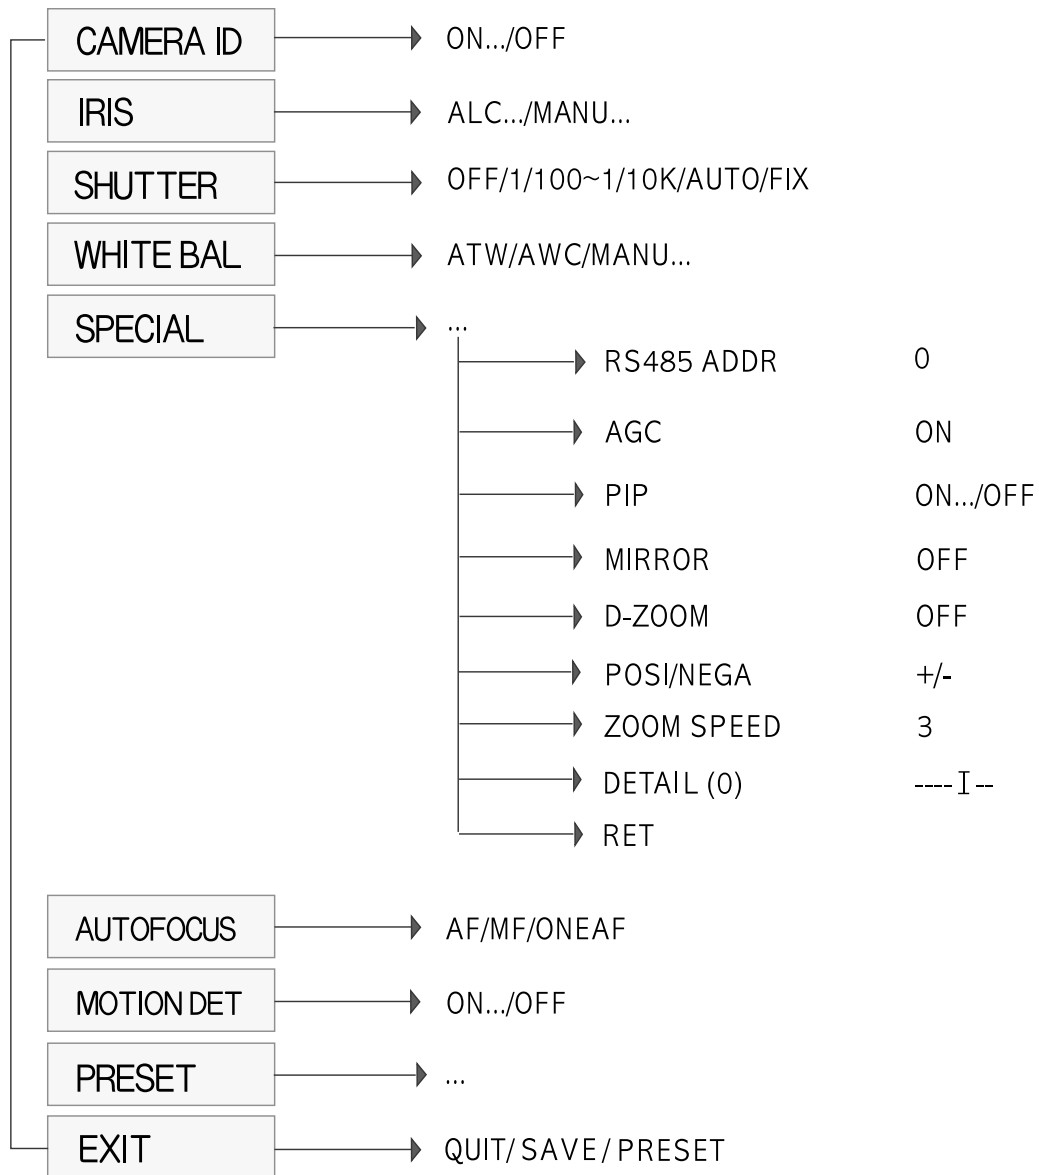 CAMERA ID ON.../OFF
IRIS ALC.../MANU...
SHUTTER OFF/1/100~1/10K/AUTO/FIX
WHITE BAL ATW/AWC/MANU...
SPECIAL ...
RS485 ADDR 0
AGC ON
PIP ON.../OFF
MIRROR OFF
D-ZOOM OFF
POSI/NEGA +/-
ZOOM SPEED 3
DETAIL (0) ----I--
RET
AUTOFOCUS AF/MF/ONEAF
MOTION DET ON.../OFF
PRESET ...
EXIT QUIT/ SAVE / PRESET